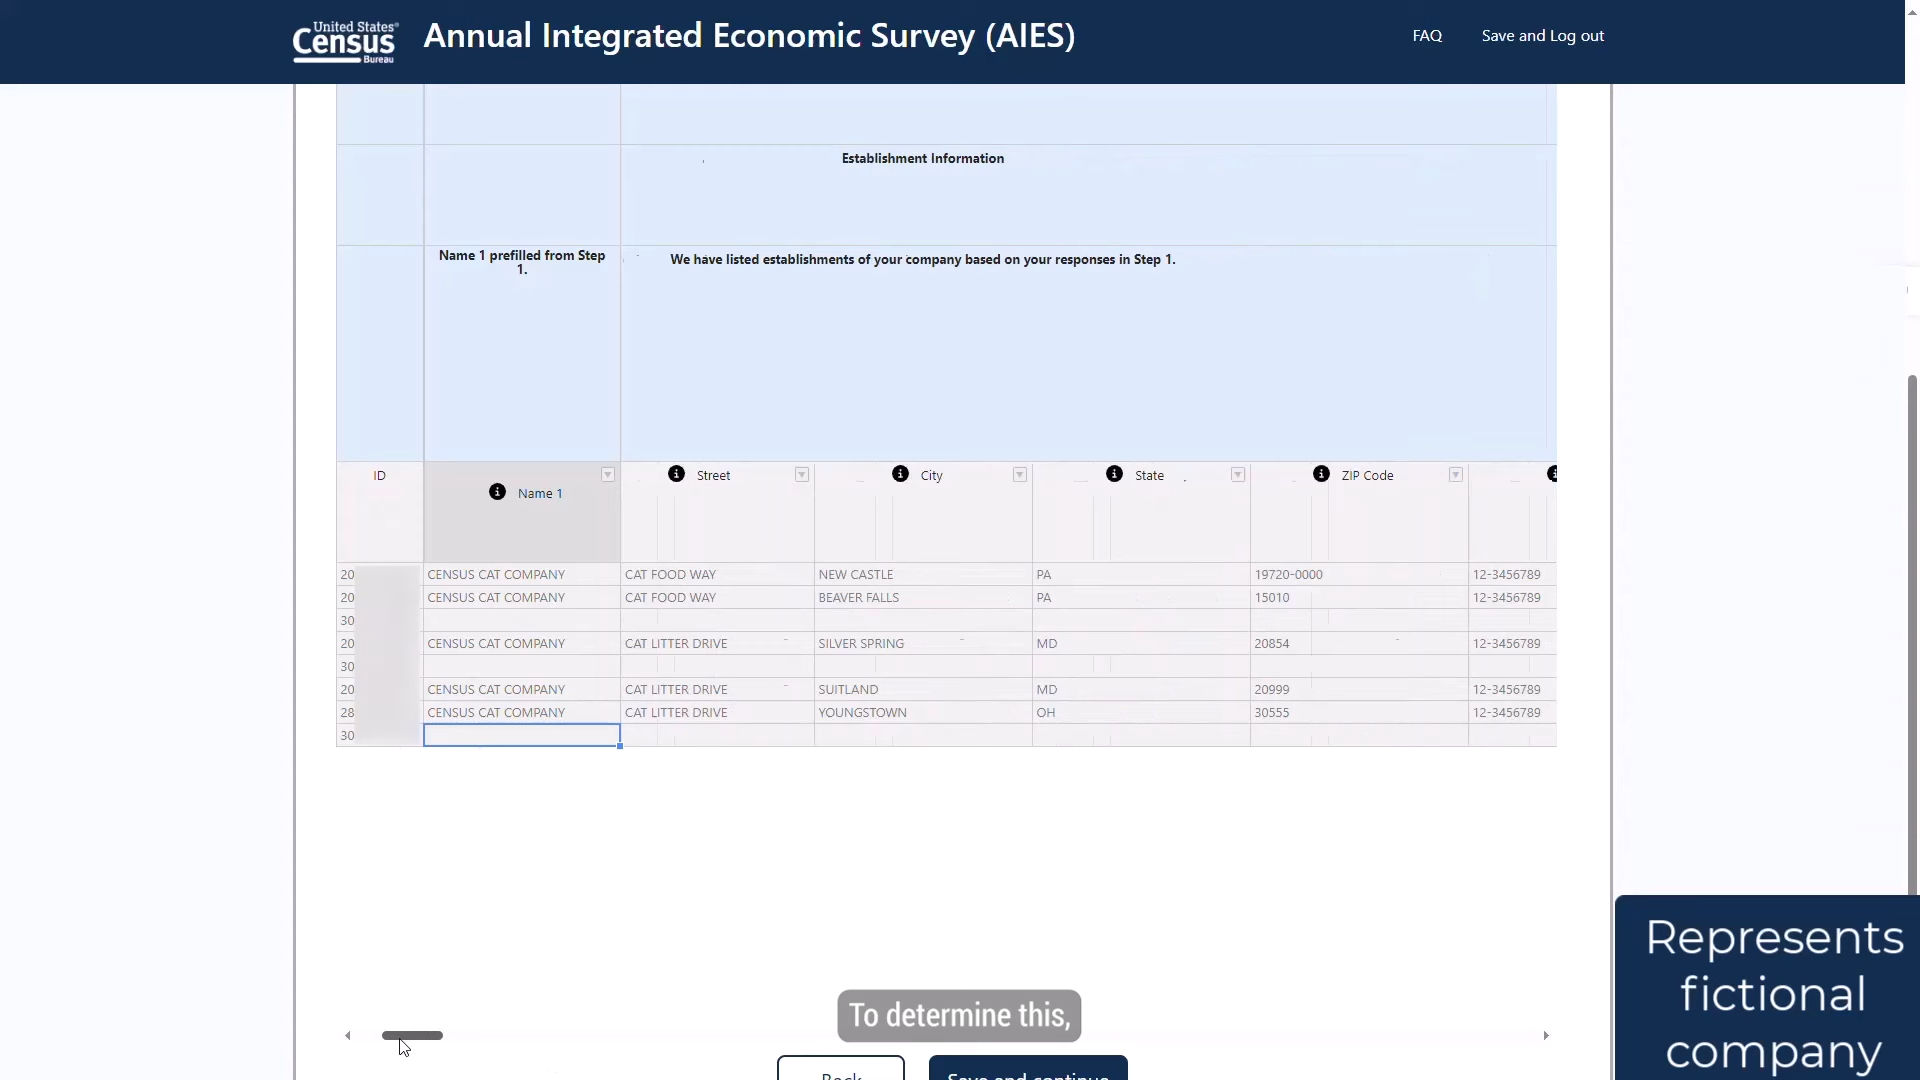 United States®
Census
Bureau
Annual Integrated Economic Survey (AIES)
FAQ
Save and Log out
Establishment Information
Name 1 prefilled from Step
1.
We have listed establishments of your company based on your responses in Step 1.
ID
Name 1
Street
City
State
ZIP Code
20 CENSUS CAT COMPANY CAT FOOD WAY NEW CASTLE PA 19720-0000 12-3456789
20 CENSUS CAT COMPANY CAT FOOD WAY BEAVER FALLS PA 15010 12-3456789
30
20 CENSUS CAT COMPANY CAT LITTER DRIVE SILVER SPRING MD 20854 12-3456789
30
20 CENSUS CAT COMPANY CAT LITTER DRIVE SUITLAND MD 20999 12-3456789
28 CENSUS CAT COMPANY CAT LITTER DRIVE YOUNGSTOWN OH 30555 12-3456789
30
Represents
fictional
company
To determine this,
Back
Save and continue